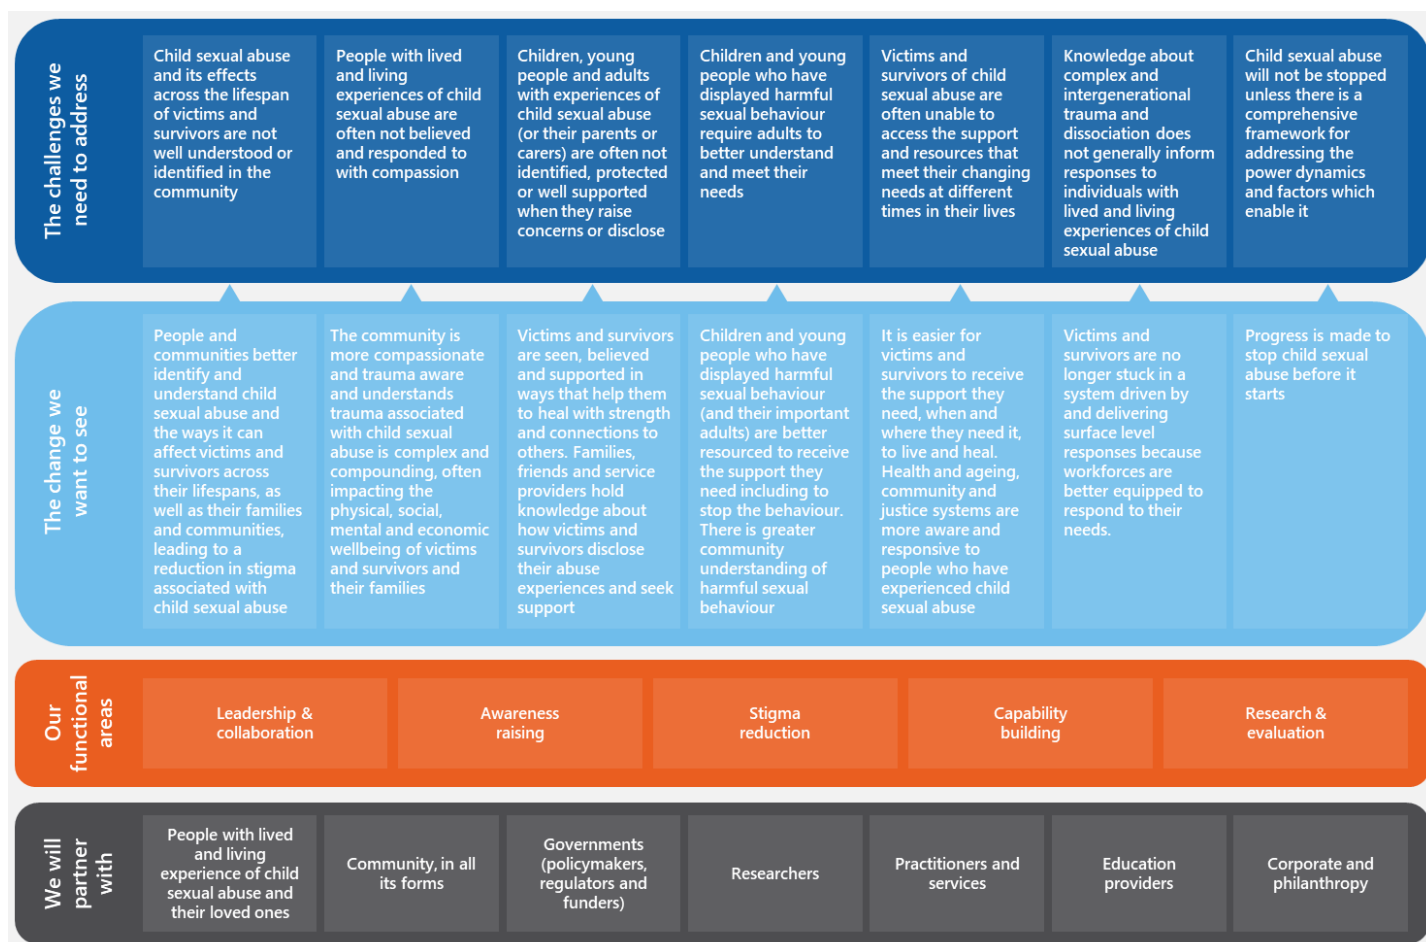 The challenges we
need to address
Child sexual abuse
and its effects
across the lifespan
of victims and
survivors are not
well understood or
identified in the
community
People with lived
and living
experiences of child
sexual abuse are
often not believed
and responded to
with compassion
Children, young
people and adults
with experiences of
child sexual abuse
(or their parents or
carers) are often not
identified, protected
or well supported
when they raise
concerns or disclose
Children and young
people who have
displayed harmful
sexual behaviour
require adults to
better understand
and meet their
needs
Victims and
survivors of child
sexual abuse are
often unable to
access the support
and resources that
meet their changing
needs at different
times in their lives
Knowledge about
complex and
intergenerational
trauma and
dissociation does
not generally inform
responses to
individuals with
lived and living
experiences of child
sexual abuse
Child sexual abuse
will not be stopped
unless there is a
comprehensive
framework for
addressing the
power dynamics
and factors which
enable it
The change we
want to see
People and
communities better
identify and
understand child
sexual abuse and
the ways it can
affect victims and
survivors across
their lifespans, as
well as their families
and communities,
leading to a
reduction in stigma
associated with
child sexual abuse
The community is
more compassionate
and trauma aware
and understands
trauma associated
with child sexual
abuse is complex and
compounding, often
impacting the
physical, social,
mental and economic
wellbeing of victims
and survivors and
their families
Victims and survivors
are seen, believed
and supported in
ways that help them
to heal with strength
and connections to
others. Families,
friends and service
providers hold
knowledge about
how victims and
survivors disclose
their abuse
experiences and seek
support
Children and young
people who have
displayed harmful
sexual behaviour
(and their important
adults) are better
resourced to receive
the support they
need including to
stop the behaviour.
There is greater
community
understanding of
harmful sexual
behaviour
It is easier for
victims and
survivors to receive
the support they
need, when and
where they need it,
to live and heal.
Health and ageing,
community and
justice systems are
more aware and
responsive to
people who have
experienced child
sexual abuse
Victims and
survivors are no
longer stuck in a
system driven by
and delivering
surface level
responses because
workforces are
better equipped to
respond to their
needs.
Progress is made to
stop child sexual
abuse before it
starts
Our
functional
areas
Leadership &
collaboration
Awareness
raising
Stigma
reduction
Capability
building
Research &
evaluation
We will
partner
with
People with lived
and living
experience of child
sexual abuse and
their loved ones
Community, in all
its forms
Governments
(policymakers,
regulators and
funders)
Researchers
Practitioners and
services
Education
providers
Corporate and
philanthropy